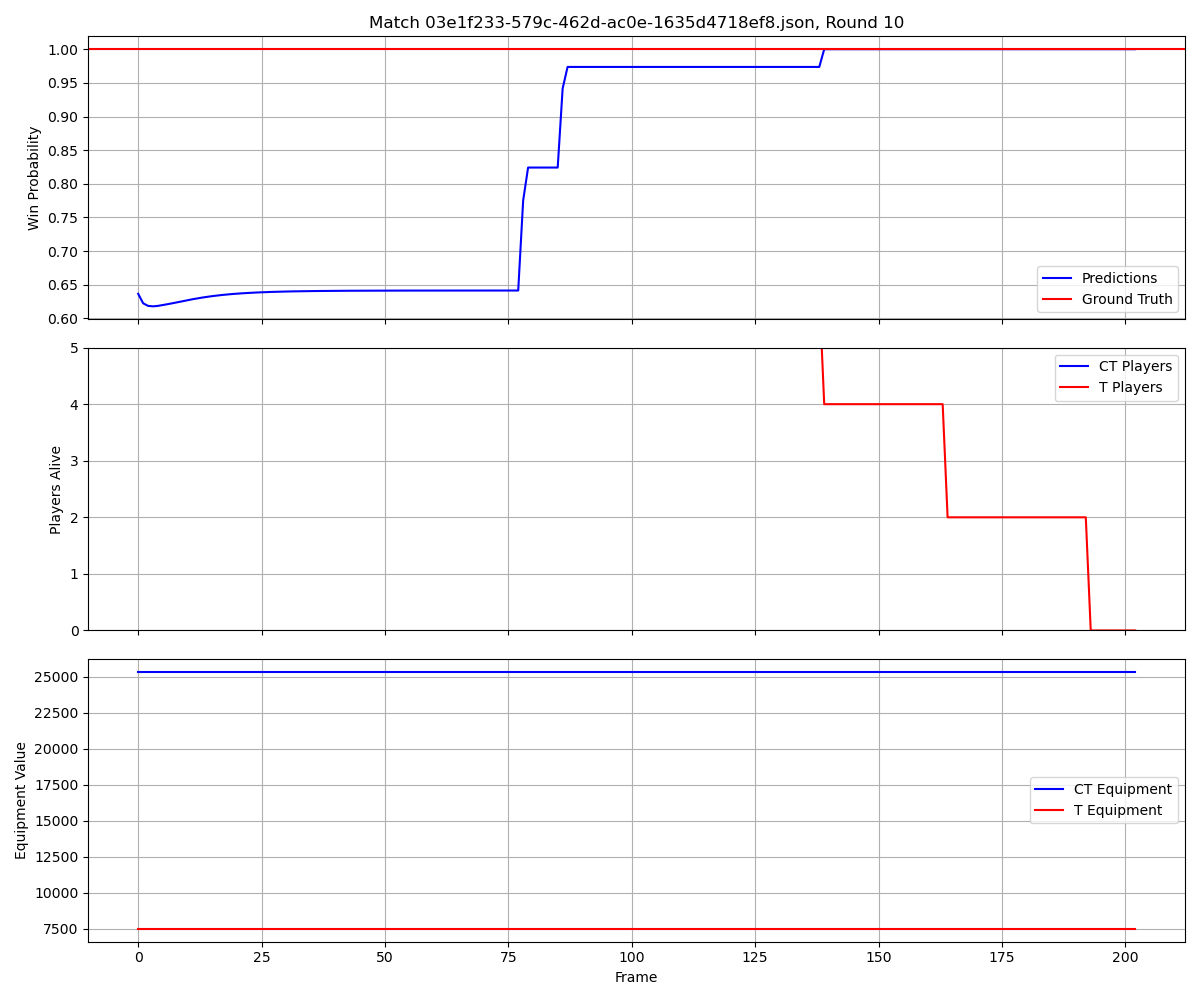 Match 03e1f233-579c-462d-ac0e-1635d4718ef8.json, Round 10
Win Probability
1.00
0.95
0.90
0.85
0.80
0.75
0.70
0.65
0.60
Predictions
Ground Truth
Players Alive
5
4
3
2
1
0
CT Players
T Players
Equipment Value
25000
22500
20000
17500
15000
12500
10000
7500
CT Equipment
T Equipment
0 25 50 75 100 125 150 175 200
Frame